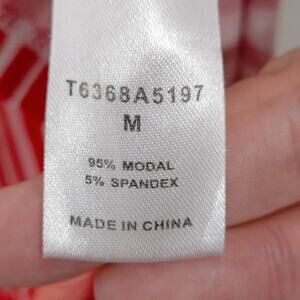 T6368A5197
M
95% MODAL
5% SPANDEX
MADE IN CHINA